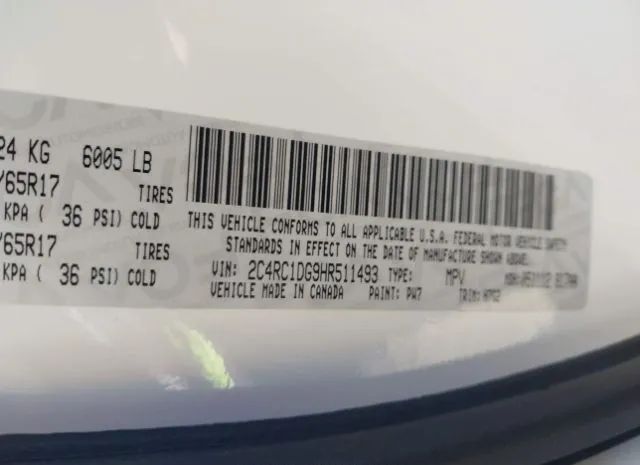 24 KG 6005 LB
/65R17 TIRES
KPA ( 36 PSI) COLD
/65R17 TIRES
KPA ( 36 PSI) COLD
THIS VEHICLE CONFORMS TO ALL APPLICABLE U.S.A. FEDERAL MOTOR VEHICLE SAFETY
STANDARDS IN EFFECT ON THE DATE OF MANUFACTURE SHOWN ABOVE.
VIN: 2C4RC1DG9HR511493 TYPE: MPV
VEHICLE MADE IN CANADA PAINT: PW7 TRIM: